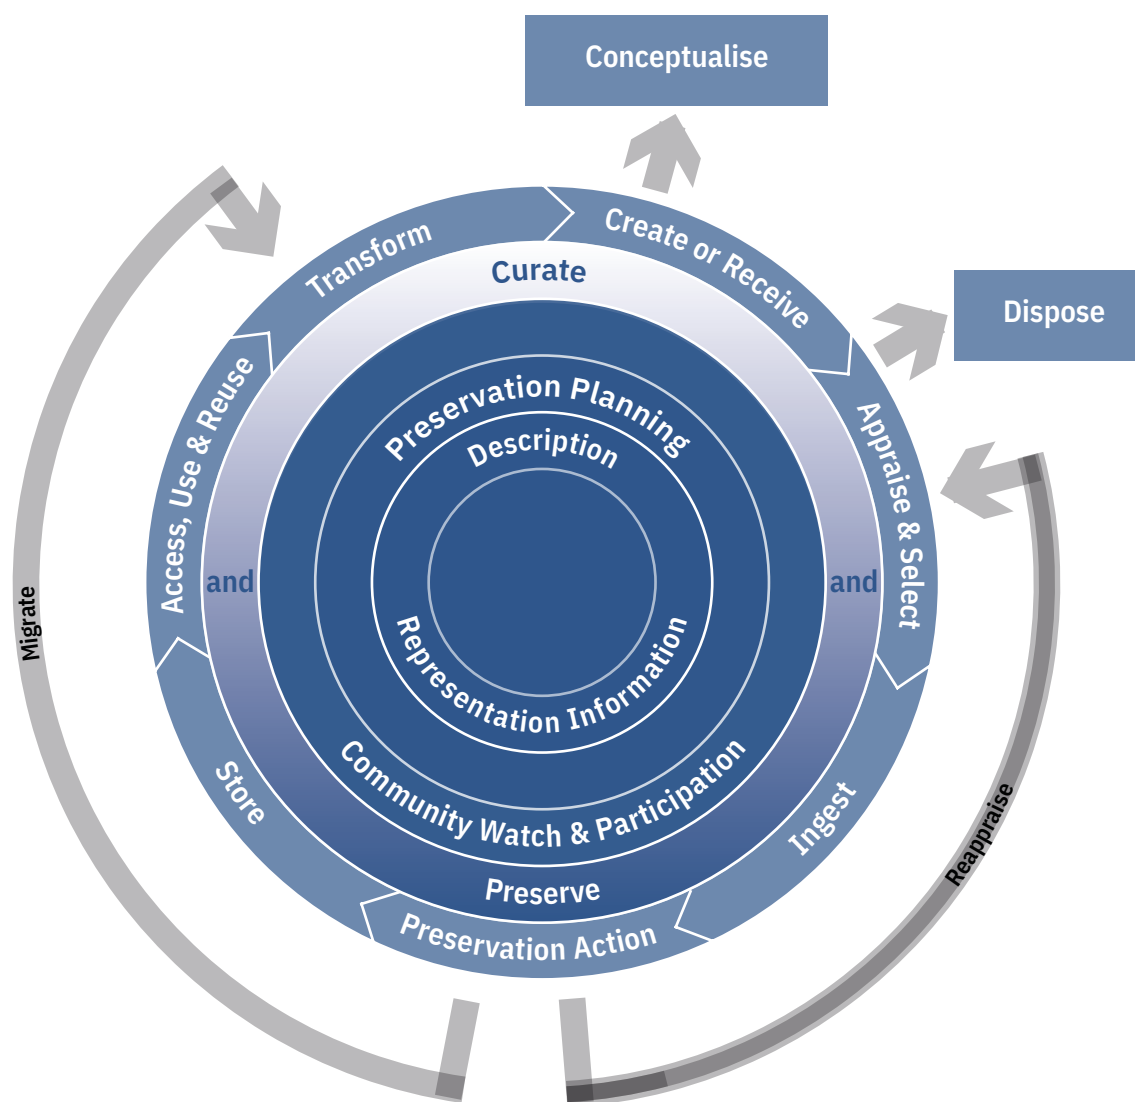 Conceptualise
Create or Receive
Transform
Curate
Dispose
Access, Use & Reuse
Appraise & Select
Preservation Planning
Description
and
and
Migrate
Representation Information
Community Watch & Participation
Store
Ingest
Reappraise
Preserve
Preservation Action